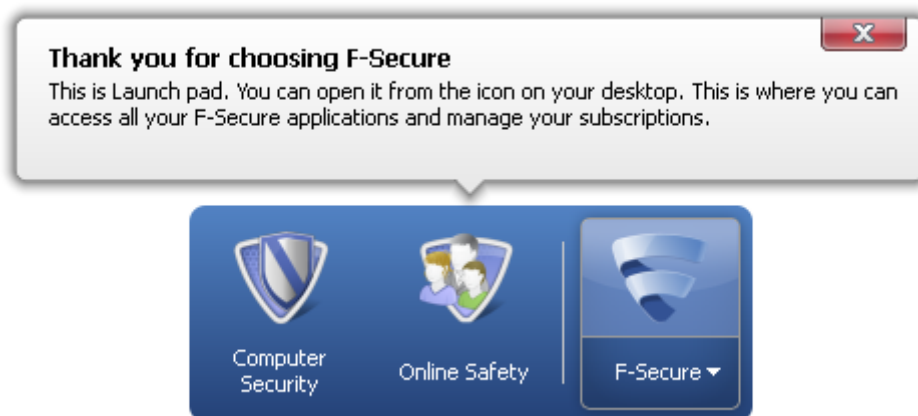 Thank you for choosing F-Secure
This is Launch pad. You can open it from the icon on your desktop. This is where you can
access all your F-Secure applications and manage your subscriptions.
Computer
Security
Online Safety
F-Secure